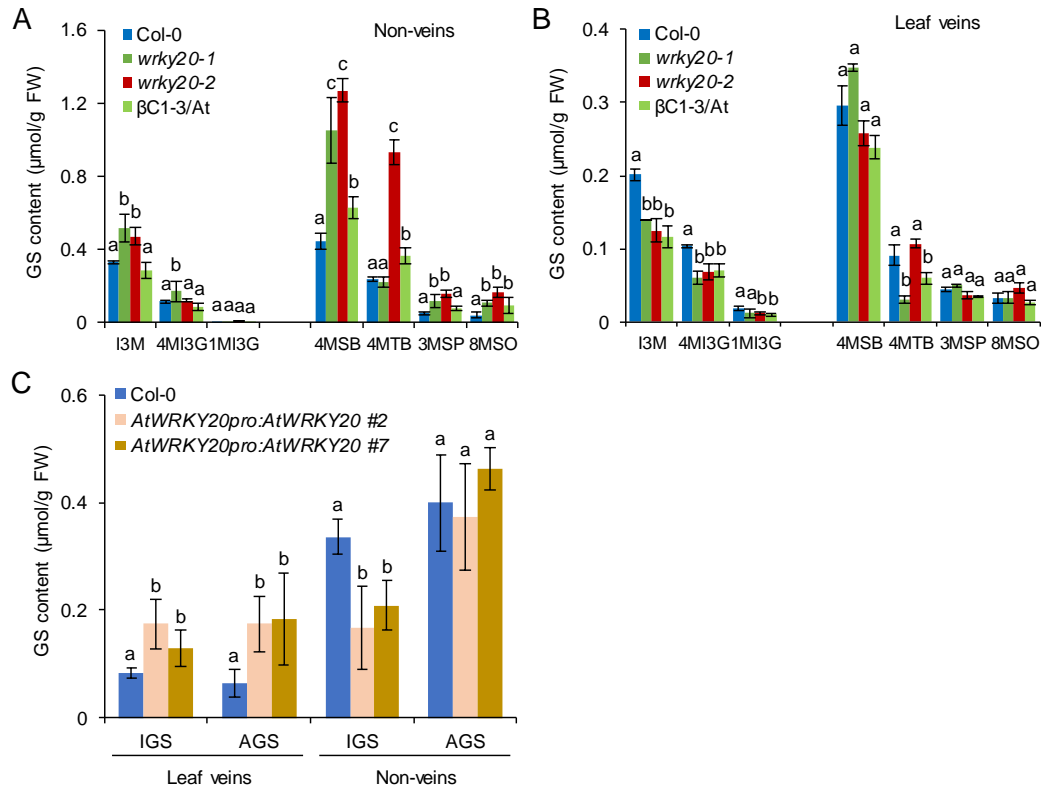 A
Col-0
wrky20-1
wrky20-2
βC1-3/At
Non-veins
GS content (μmol/g FW)
1.6
1.2
0.8
0.4
0
a b b a
a b a a
a a a a
a c c b
a a c b
a b b a
a b b b
I3M 4MI3G 1MI3G 4MSB 4MTB 3MSP 8MSO
B
Col-0
wrky20-1
wrky20-2
βC1-3/At
Leaf veins
GS content (μmol/g FW)
0.4
0.3
0.2
0.1
0
a b b b
a b b b
a a b b
a a a a
a b a b
a a a a
a a a a
I3M 4MI3G 1MI3G 4MSB 4MTB 3MSP 8MSO
C
Col-0
AtWRKY20pro:AtWRKY20 #2
AtWRKY20pro:AtWRKY20 #7
GS content (μmol/g FW)
0.6
0.4
0.2
0
a b b
a b b
a b b
a a a
IGS AGS IGS AGS
Leaf veins Non-veins